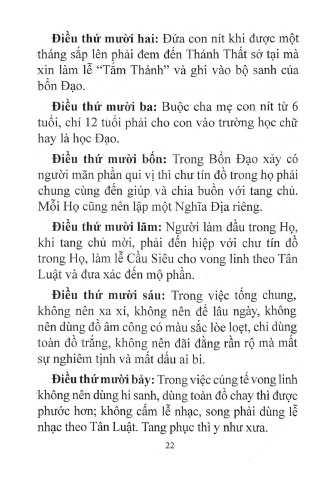 Điều thứ mười hai: Đứa con nít khi được một
tháng sắp lên phải đem đến Thánh Thất sở tại mà
xin làm lễ “Tắm Thánh” và ghi vào bộ sanh của
bổn Đạo.
Điều thứ mười ba: Buộc cha mẹ con nít từ 6
tuổi, chí 12 tuổi phải cho con vào trường học chữ
hay là học Đạo.
Điều thứ mười bốn: Trong Bổn Đạo xảy có
người mãn phần qui vị thì chư tín đồ trong họ phải
chung cùng đến giúp và chia buồn với tang chủ.
Mỗi Họ cũng nên lập một Nghĩa Địa riêng.
Điều thứ mười lăm: Người làm đầu trong Họ,
khi tang chủ mời, phải đến hiệp với chư tín đồ
trong Họ, làm lễ Cầu Siêu cho vong linh theo Tân
Luật và đưa xác đến mộ phần.
Điều thứ mười sáu: Trong việc tống chung,
không nên xa xí, không nên để lâu ngày, không
nên dùng đồ âm công có màu sắc lòe loẹt, chỉ dùng
toàn đồ trắng, không nên đãi đằng rần rộ mà mất
sự nghiêm tịnh và mất dấu ai bi.
Điều thứ mười bảy: Trong việc cúng tế vong linh
không nên dùng hi sanh, dùng toàn đồ chay thì được
phước hơn; không cấm lễ nhạc, song phải dùng lễ
nhạc theo Tân Luật. Tang phục thì y như xưa.
22